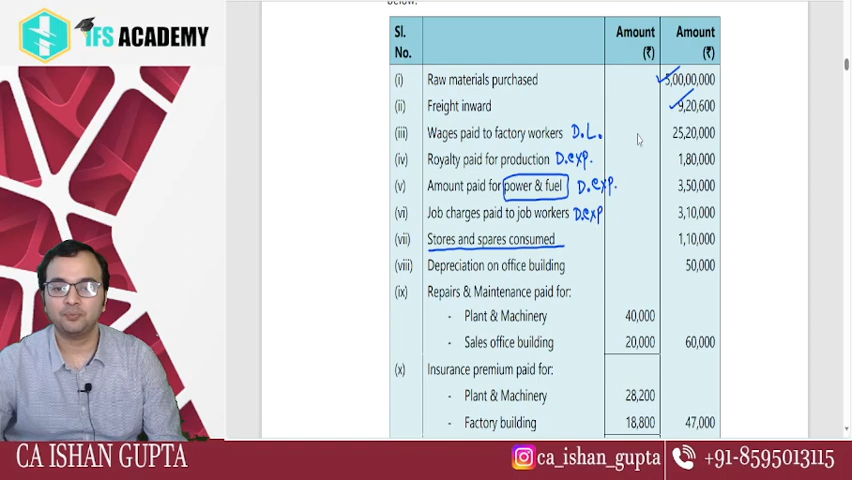 below.
IFS ACADEMY
Sl. No. Amount (₹) Amount (₹)
(i) Raw materials purchased 5,00,00,000
(ii) Freight inward 9,20,600
(iii) Wages paid to factory workers D.L. 25,20,000
(iv) Royalty paid for production D.exp. 1,80,000
(v) Amount paid for power & fuel D.exp. 3,50,000
(vi) Job charges paid to job workers D.exp 3,10,000
(vii) Stores and spares consumed 1,10,000
(viii) Depreciation on office building 50,000
(ix) Repairs & Maintenance paid for:
- Plant & Machinery 40,000
- Sales office building 20,000 60,000
(x) Insurance premium paid for:
- Plant & Machinery 28,200
- Factory building 18,800 47,000
CA ISHAN GUPTA ca_ishan_gupta +91-8595013115